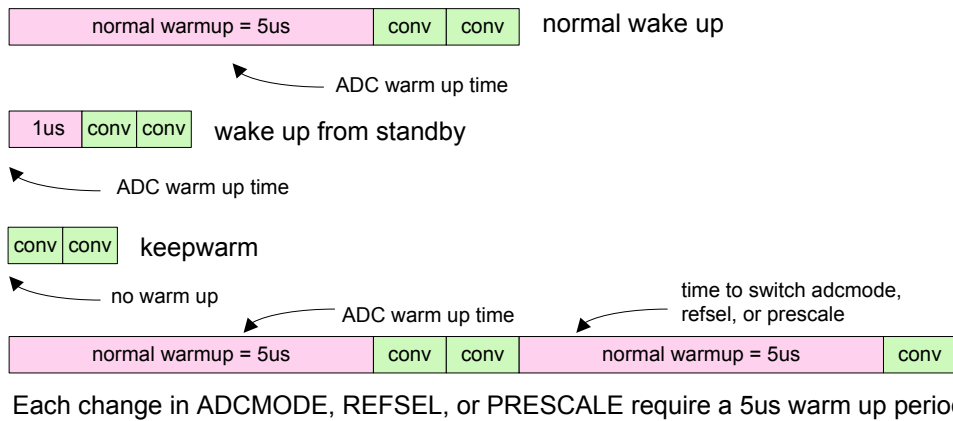 normal warmup = 5us conv conv normal wake up
ADC warm up time
1us conv conv wake up from standby
ADC warm up time
conv conv keepwarm
no warm up
ADC warm up time
time to switch adcmode,
refsel, or prescale
normal warmup = 5us conv conv normal warmup = 5us conv
Each change in ADCMODE, REFSEL, or PRESCALE require a 5us warm up perio